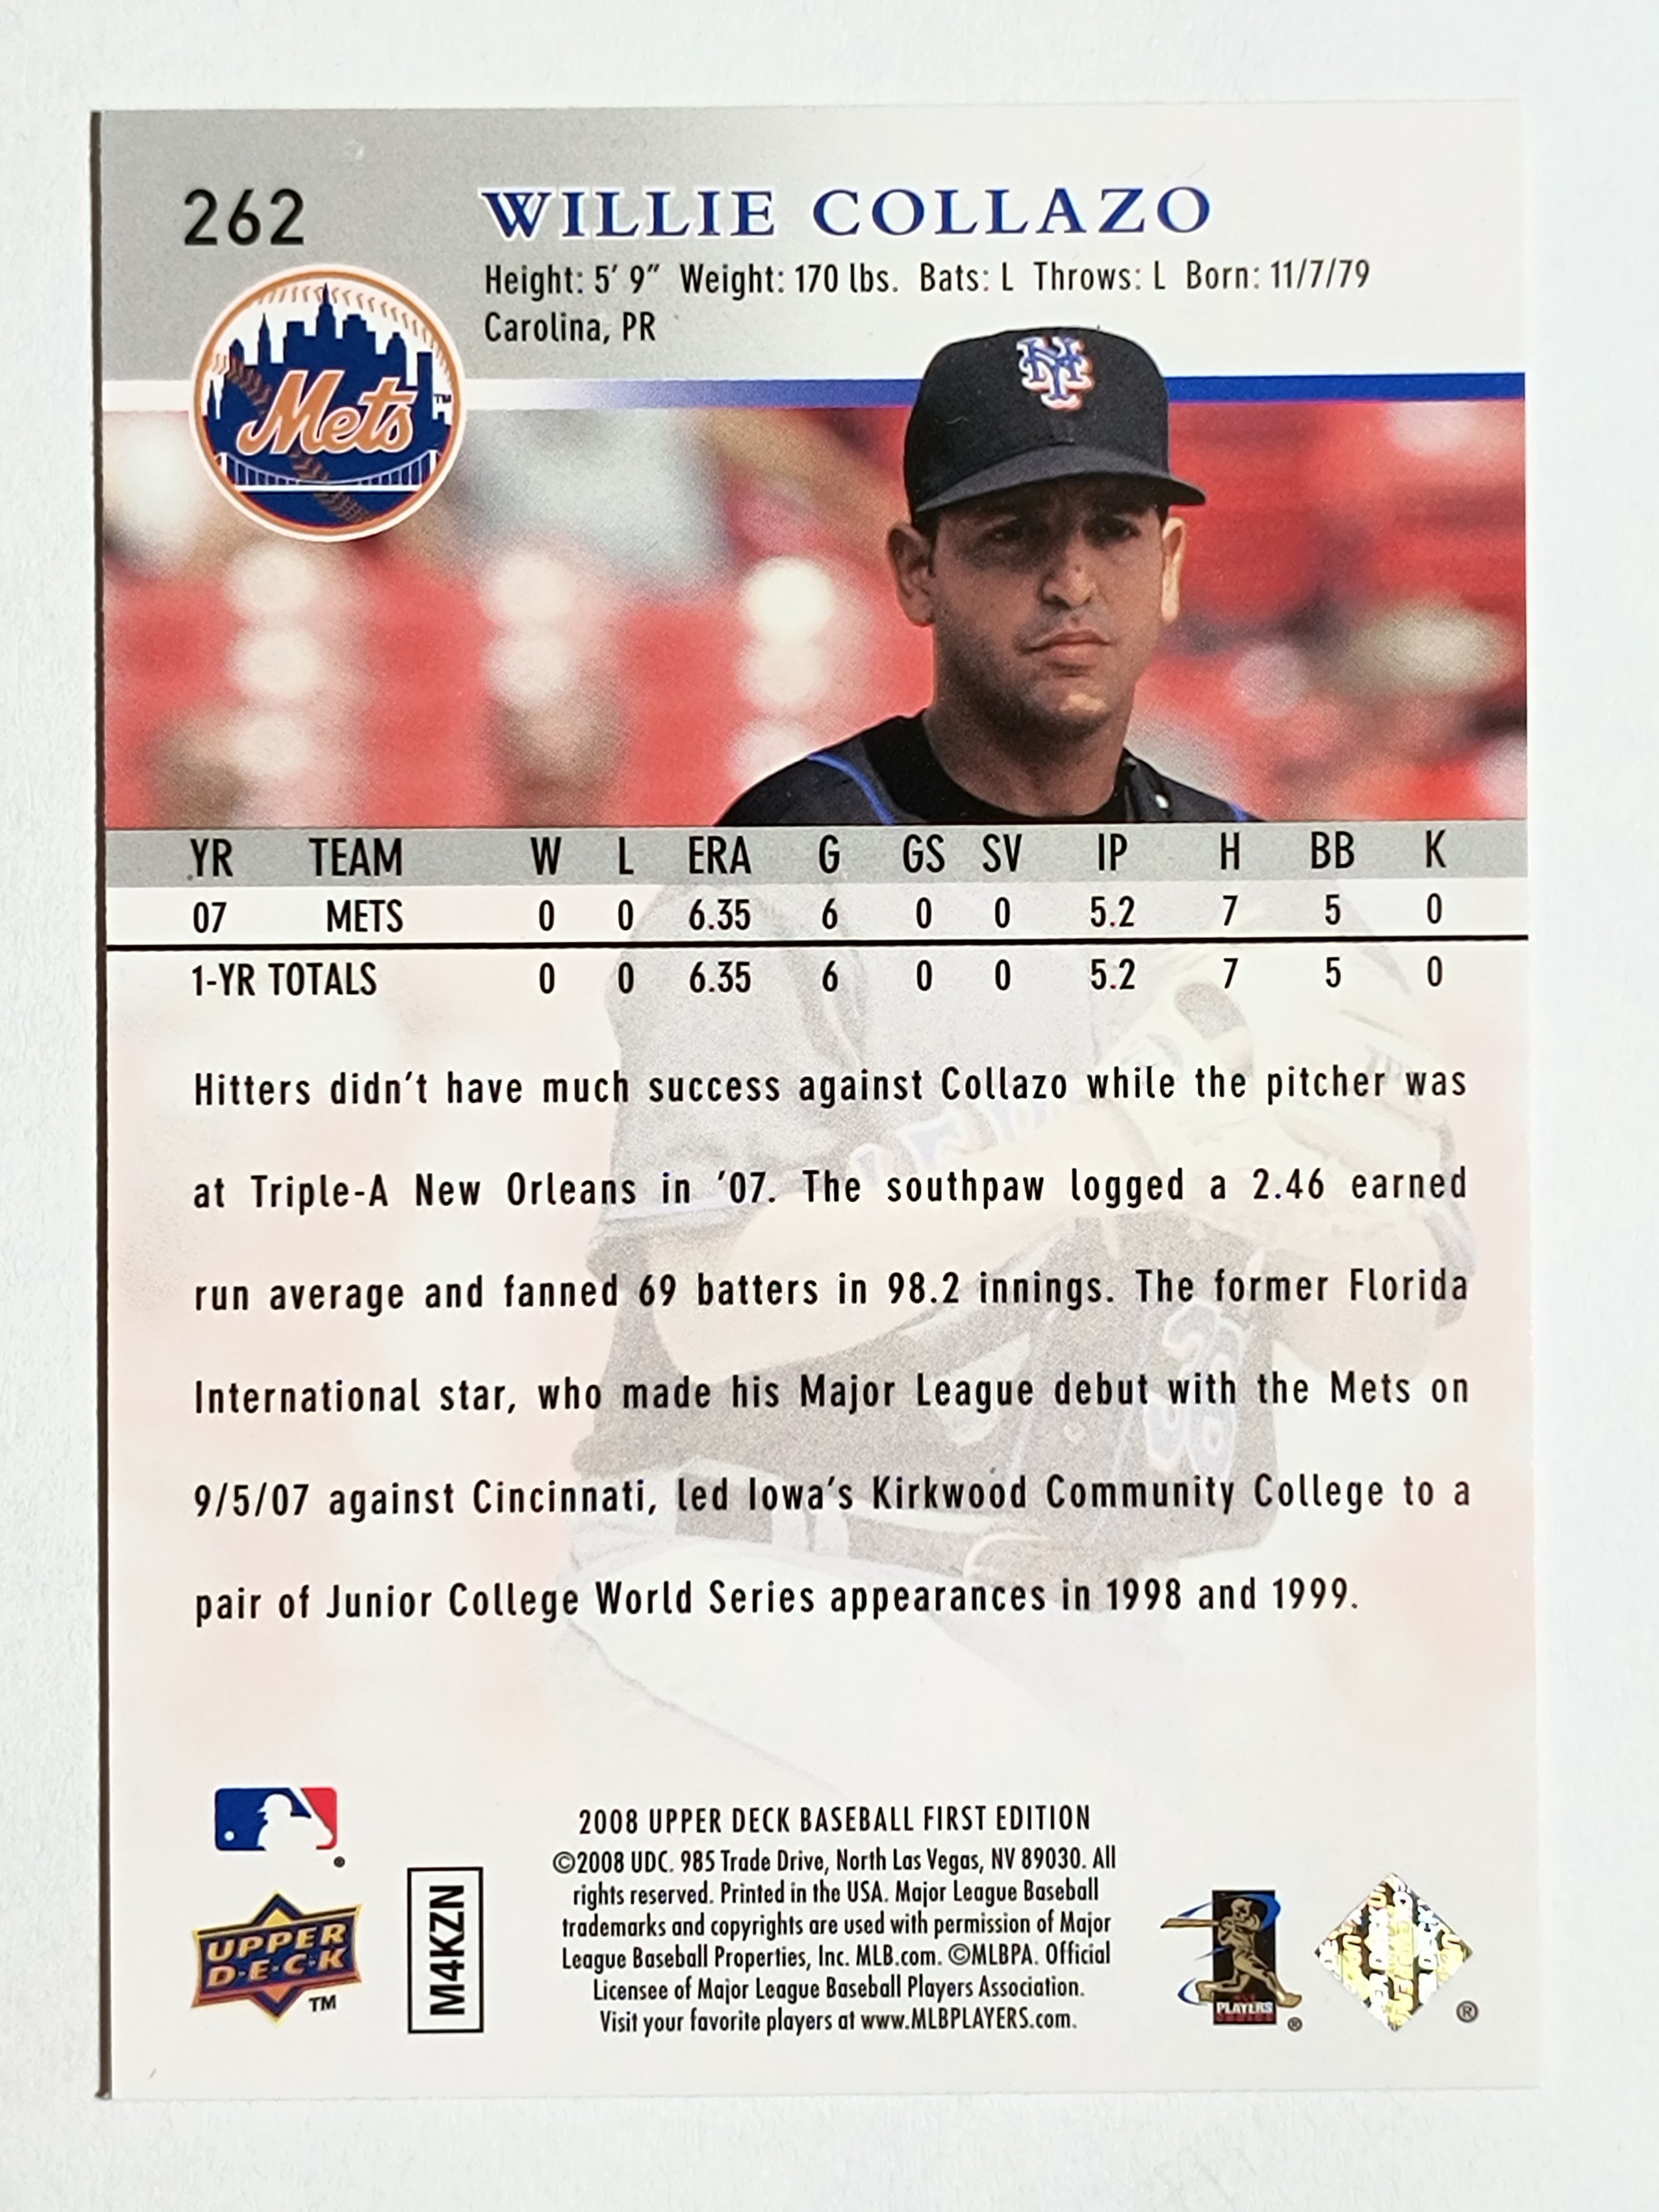 262
WILLIE COLLAZO
Height: 5' 9" Weight: 170 lbs. Bats: L Throws: L Born: 11/7/79
Carolina, PR
NY
Mets™
YR TEAM W L ERA G GS SV IP H BB K
07 METS 0 0 6.35 6 0 0 5.2 7 5 0
1-YR TOTALS 0 0 6.35 6 0 0 5.2 7 5 0
Hitters didn't have much success against Collazo while the pitcher was
at Triple-A New Orleans in '07. The southpaw logged a 2.46 earned
run average and fanned 69 batters in 98.2 innings. The former Florida
International star, who made his Major League debut with the Mets on
9/5/07 against Cincinnati, led Iowa's Kirkwood Community College to a
pair of Junior College World Series appearances in 1998 and 1999.
®
UPPER
D·E·C·K
™
M4KZN
2008 UPPER DECK BASEBALL FIRST EDITION
©2008 UDC. 985 Trade Drive, North Las Vegas, NV 89030. All
rights reserved. Printed in the USA. Major League Baseball
trademarks and copyrights are used with permission of Major
League Baseball Properties, Inc. MLB.com. ©MLBPA. Official
Licensee of Major League Baseball Players Association.
Visit your favorite players at www.MLBPLAYERS.com.
PLAYERS
CHOICE
®
®